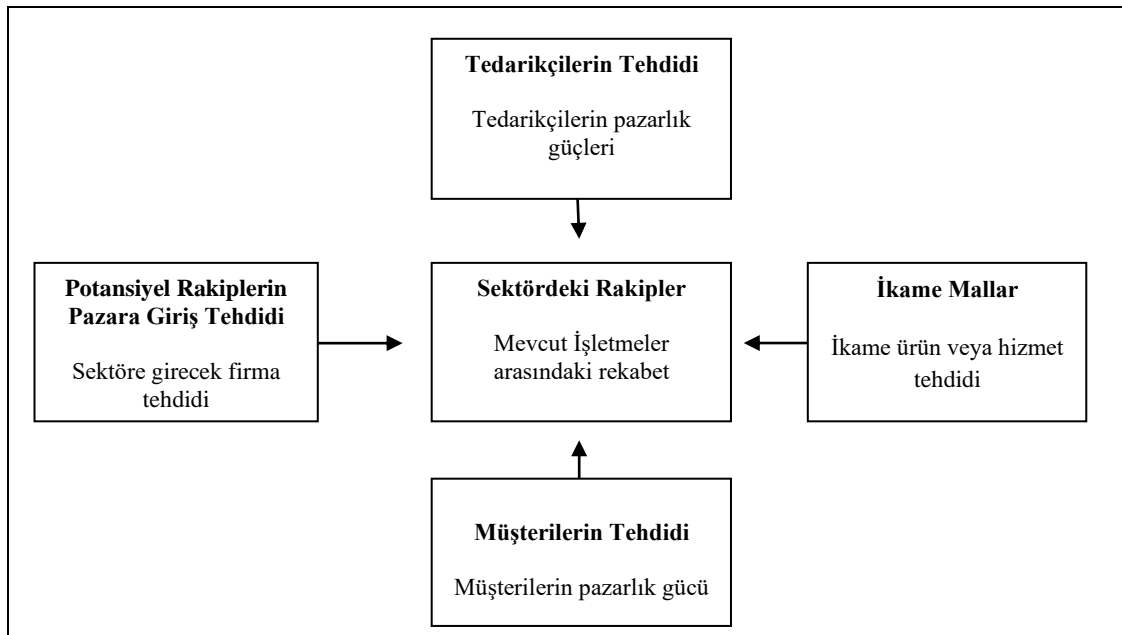 Tedarikçilerin Tehdidi
Tedarikçilerin pazarlık
güçleri
Potansiyel Rakiplerin
Pazara Giriş Tehdidi
Sektöre girecek firma
tehdidi
Sektördeki Rakipler
Mevcut İşletmeler
arasındaki rekabet
İkame Mallar
İkame ürün veya hizmet
tehdidi
Müşterilerin Tehdidi
Müşterilerin pazarlık gücü